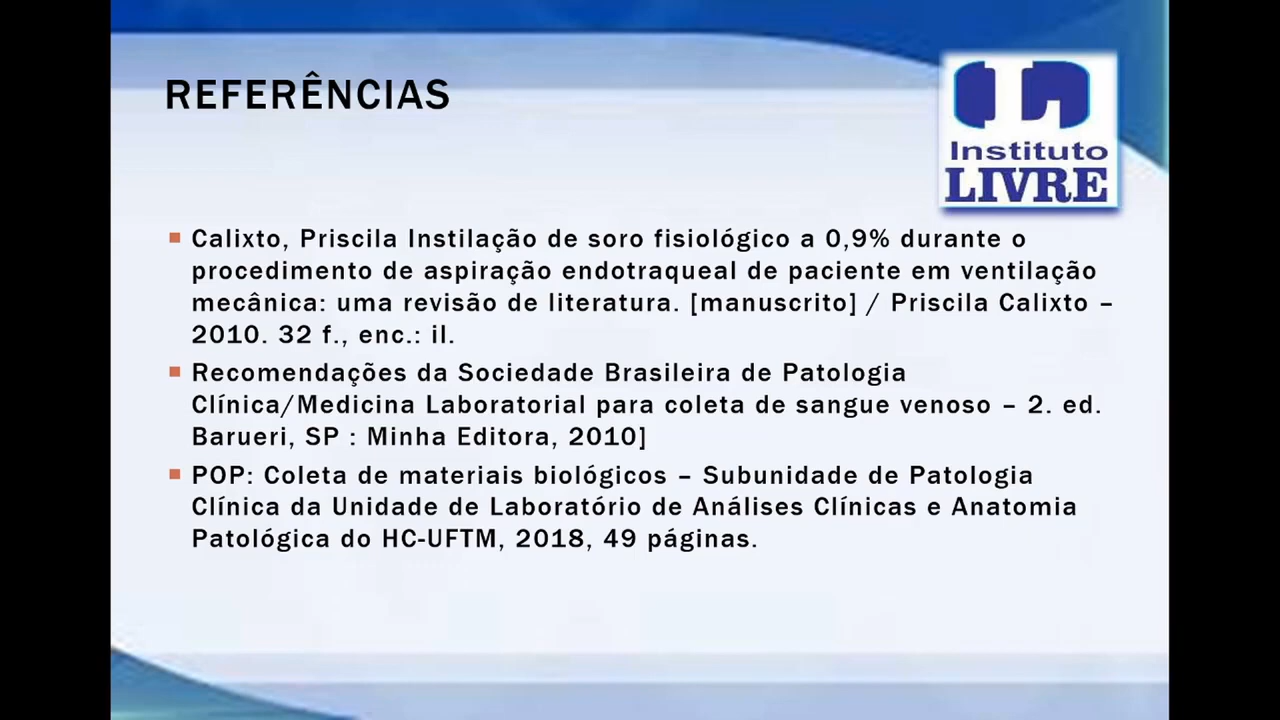 REFERÊNCIAS
Instituto
LIVRE
Calixto, Priscila Instilação de soro fisiológico a 0,9% durante o
procedimento de aspiração endotraqueal de paciente em ventilação
mecânica: uma revisão de literatura. [manuscrito] / Priscila Calixto –
2010. 32 f., enc.: il.
Recomendações da Sociedade Brasileira de Patologia
Clínica/Medicina Laboratorial para coleta de sangue venoso – 2. ed.
Barueri, SP : Minha Editora, 2010]
POP: Coleta de materiais biológicos – Subunidade de Patologia
Clínica da Unidade de Laboratório de Análises Clínicas e Anatomia
Patológica do HC-UFTM, 2018, 49 páginas.